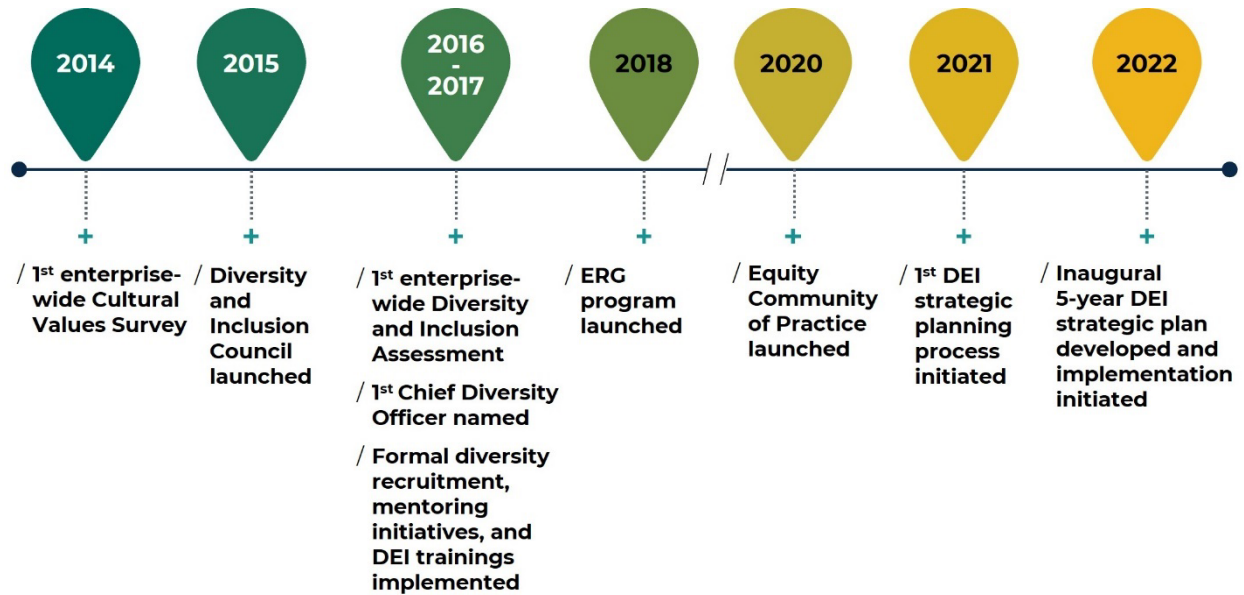 2014
2015
2016
-
2017
2018
2020
2021
2022
+
+
+
+
+
+
+
/ 1st enterprise-
wide Cultural
Values Survey
/ Diversity
and
Inclusion
Council
launched
/ 1st enterprise-
wide Diversity
and Inclusion
Assessment
/ 1st Chief Diversity
Officer named
/ Formal diversity
recruitment,
mentoring
initiatives, and
DEI trainings
implemented
/ ERG
program
launched
/ Equity
Community
of Practice
launched
/ 1st DEI
strategic
planning
process
initiated
/ Inaugural
5-year DEI
strategic plan
developed and
implementation
initiated